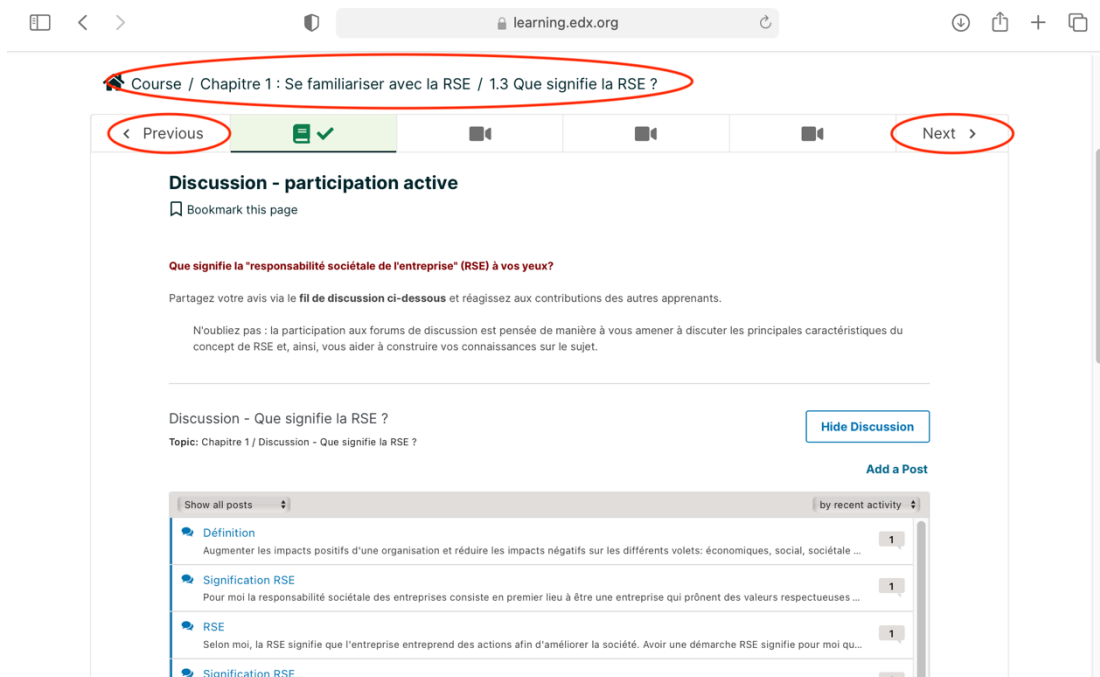 learning.edx.org
Course / Chapitre 1 : Se familiariser avec la RSE / 1.3 Que signifie la RSE ?
Previous
Next
Discussion - participation active
Bookmark this page
Que signifie la "responsabilité sociétale de l'entreprise" (RSE) à vos yeux?
Partagez votre avis via le fil de discussion ci-dessous et réagissez aux contributions des autres apprenants.
N'oubliez pas : la participation aux forums de discussion est pensée de manière à vous amener à discuter les principales caractéristiques du
concept de RSE et, ainsi, vous aider à construire vos connaissances sur le sujet.
Discussion - Que signifie la RSE ?
Hide Discussion
Topic: Chapitre 1 / Discussion - Que signifie la RSE ?
Add a Post
Show all posts
by recent activity
Définition
1
Augmenter les impacts positifs d'une organisation et réduire les impacts négatifs sur les différents volets: économiques, social, sociétale ...
Signification RSE
1
Pour moi la responsabilité sociétale des entreprises consiste en premier lieu à être une entreprise qui prônent des valeurs respectueuses ...
RSE
1
Selon moi, la RSE signifie que l'entreprise entreprend des actions afin d'améliorer la société. Avoir une démarche RSE signifie pour moi qu...
Signification RSE